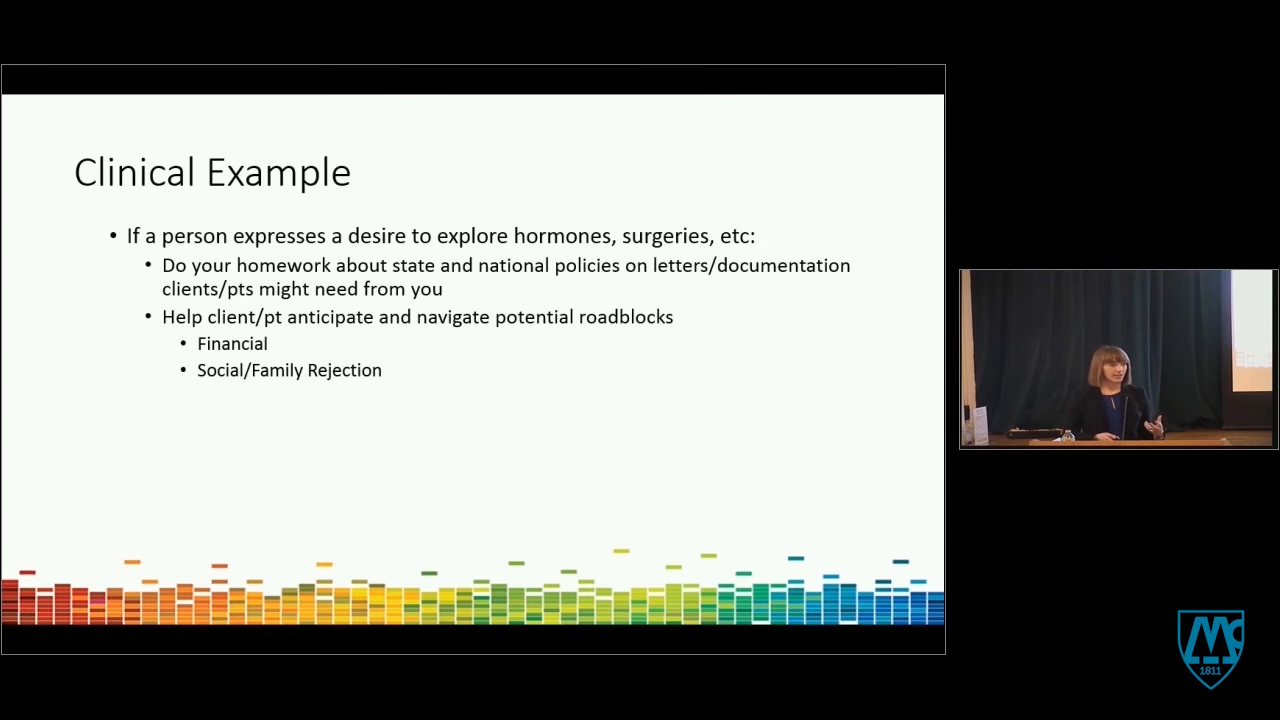 Clinical Example
• If a person expresses a desire to explore hormones, surgeries, etc:
• Do your homework about state and national policies on letters/documentation
clients/pts might need from you
• Help client/pt anticipate and navigate potential roadblocks
• Financial
• Social/Family Rejection
Mc
1811